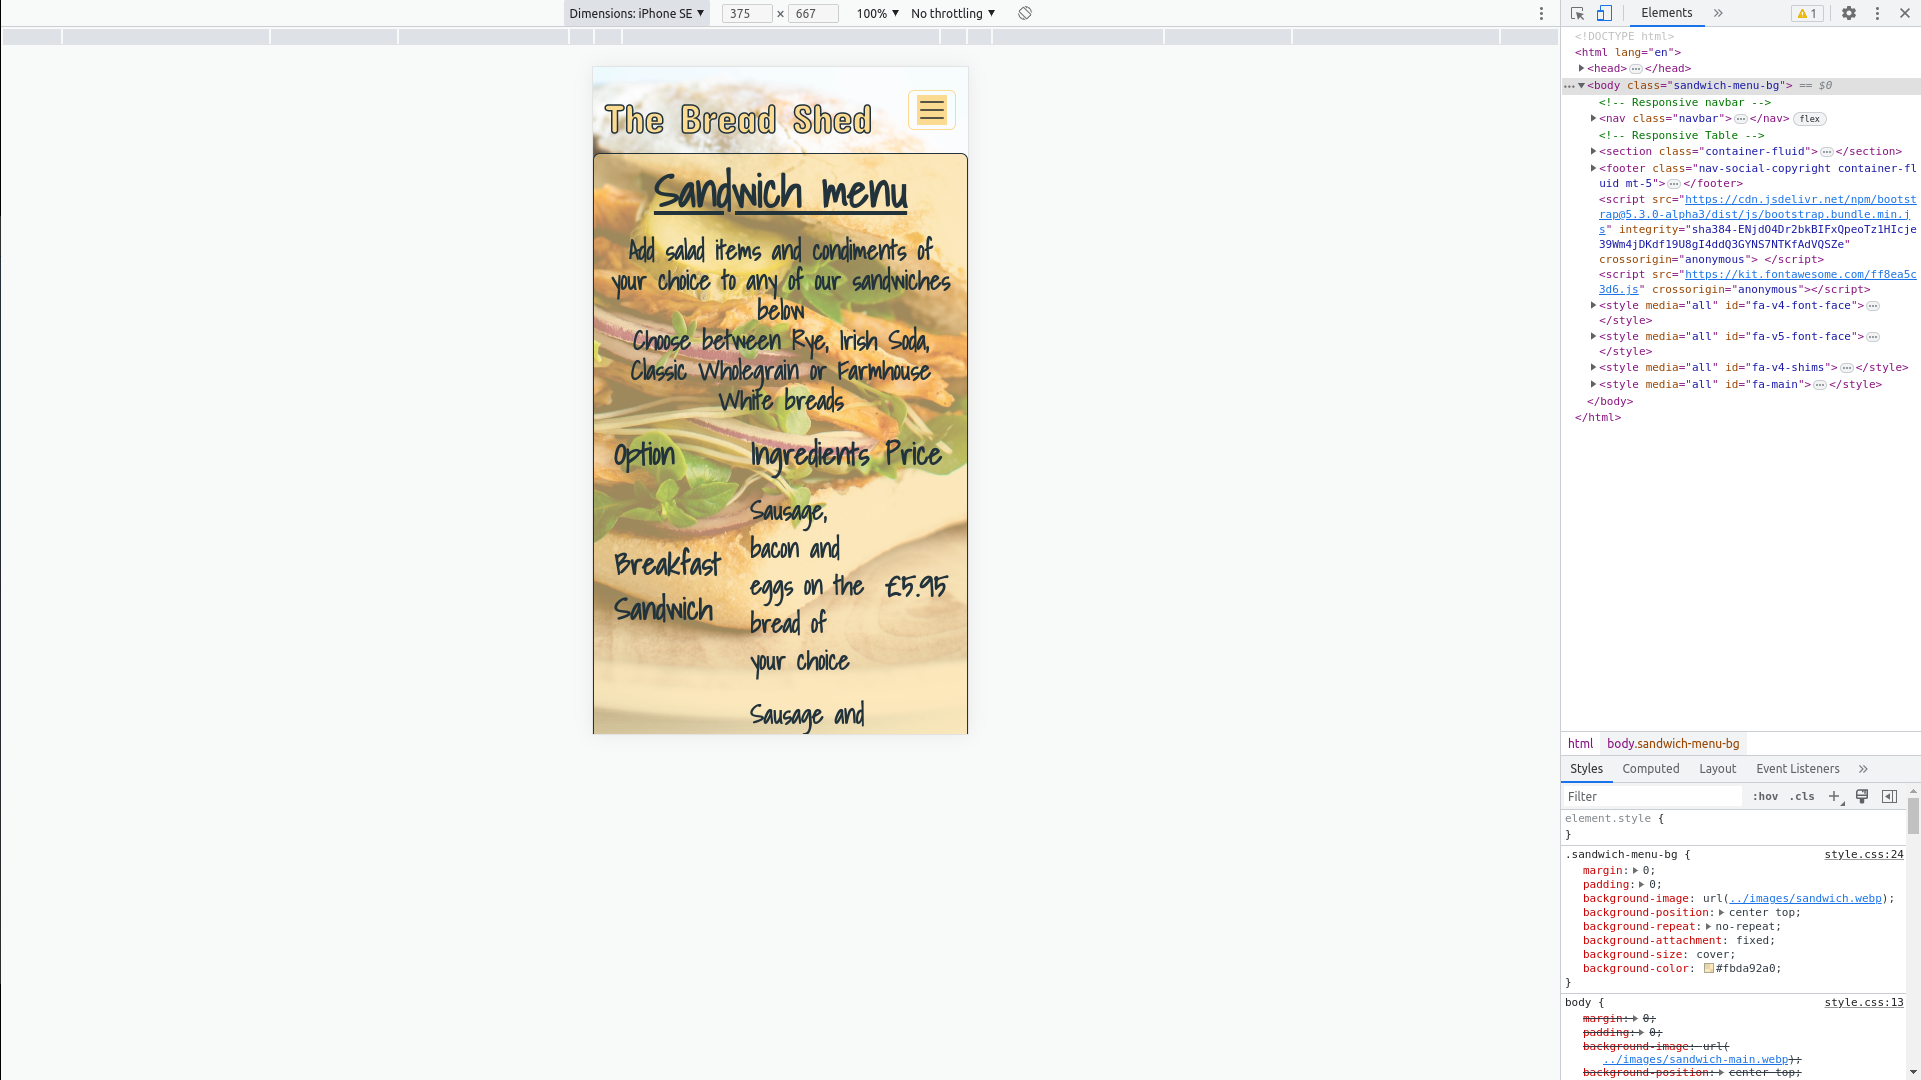 Dimensions: iPhone SE ▼ 375 × 667 100% ▼ No throttling ▼
The Bread Shed
Sandwich menu
Add salad items and condiments of
your choice to any of our sandwiches
below
Choose between Rye, Irish Soda,
Classic Wholegrain or Farmhouse
White breads
Option Ingredients Price
Breakfast
Sandwich
Sausage,
bacon and
eggs on the
bread of
your choice
£5.95
Sausage and
Elements » 1
<!DOCTYPE html>
<html lang="en">
<head>…</head>
<body class="sandwich-menu-bg"> == $0
<!-- Responsive navbar -->
<nav class="navbar">…</nav> flex
<!-- Responsive Table -->
<section class="container-fluid">…</section>
<footer class="nav-social-copyright container-fl
uid mt-5">…</footer>
<script src="https://cdn.jsdelivr.net/npm/bootst
rap@5.3.0-alpha3/dist/js/bootstrap.bundle.min.j
s" integrity="sha384-ENjdO4Dr2bkBIFxQpeoTz1HIcje
39Wm4jDKdf19U8gI4ddQ3GYNS7NTKfAdVQSZe"
crossorigin="anonymous"> </script>
<script src="https://kit.fontawesome.com/ff8ea5c
3d6.js" crossorigin="anonymous"></script>
<style media="all" id="fa-v4-font-face">…
</style>
<style media="all" id="fa-v5-font-face">…
</style>
<style media="all" id="fa-v4-shims">…</style>
<style media="all" id="fa-main">…</style>
</body>
</html>
html body.sandwich-menu-bg
Styles Computed Layout Event Listeners »
Filter :hov .cls +
element.style {
}
.sandwich-menu-bg { style.css:24
margin: 0;
padding: 0;
background-image: url(../images/sandwich.webp);
background-position: center top;
background-repeat: no-repeat;
background-attachment: fixed;
background-size: cover;
background-color: #fbda92a0;
}
body { style.css:13
margin: 0;
padding: 0;
background-image: url(
../images/sandwich-main.webp);
background-position: center top;